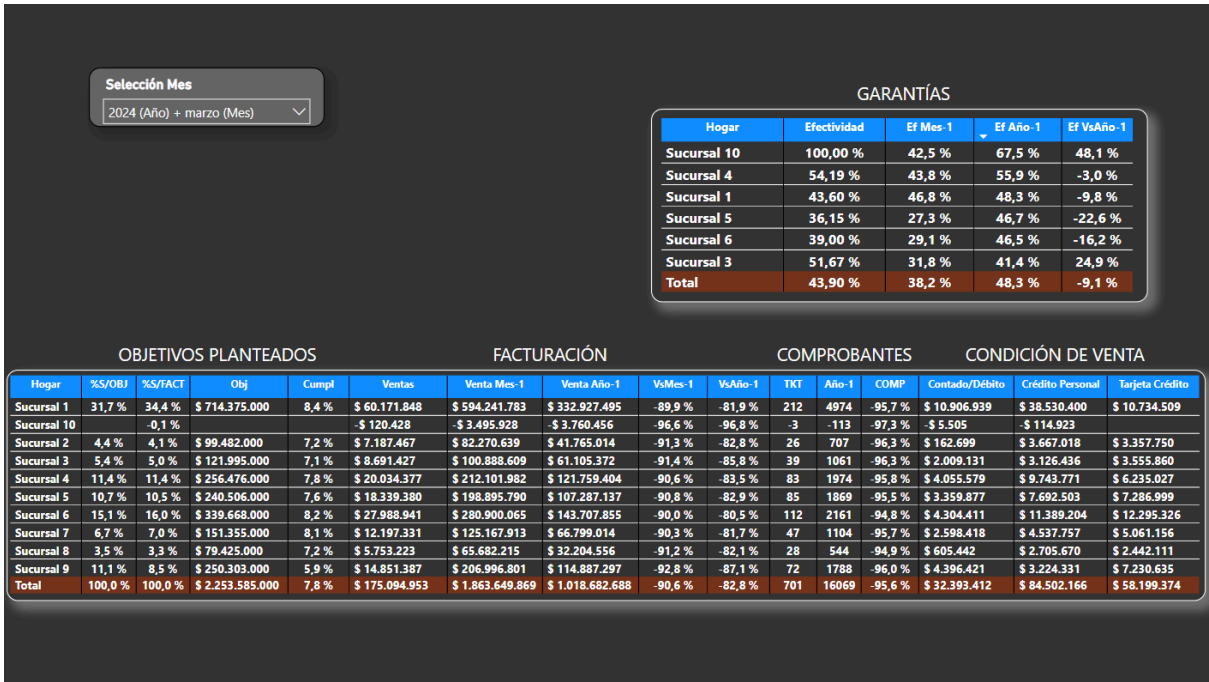 Selección Mes
2024 (Año) + marzo (Mes)
GARANTÍAS
Hogar Efectividad Ef Mes-1 Ef Año-1 Ef VsAño-1
Sucursal 10 100,00 % 42,5 % 67,5 % 48,1 %
Sucursal 4 54,19 % 43,8 % 55,9 % -3,0 %
Sucursal 1 43,60 % 46,8 % 48,3 % -9,8 %
Sucursal 5 36,15 % 27,3 % 46,7 % -22,6 %
Sucursal 6 39,00 % 29,1 % 46,5 % -16,2 %
Sucursal 3 51,67 % 31,8 % 41,4 % 24,9 %
Total 43,90 % 38,2 % 48,3 % -9,1 %
OBJETIVOS PLANTEADOS FACTURACIÓN COMPROBANTES CONDICIÓN DE VENTA
Hogar %S/OBJ %S/FACT Obj Cumpl Ventas Venta Mes-1 Venta Año-1 VsMes-1 VsAño-1 TKT Año-1 COMP Contado/Débito Crédito Personal Tarjeta Crédito
Sucursal 1 31,7 % 34,4 % $ 714.375.000 8,4 % $ 60.171.848 $ 594.241.783 $ 332.927.495 -89,9 % -81,9 % 212 4974 -95,7 % $ 10.906.939 $ 38.530.400 $ 10.734.509
Sucursal 10 -0,1 % -$ 120.428 -$ 3.495.928 -$ 3.760.456 -96,6 % -96,8 % -3 -113 -97,3 % -$ 5.505 -$ 114.923
Sucursal 2 4,4 % 4,1 % $ 99.482.000 7,2 % $ 7.187.467 $ 82.270.639 $ 41.765.014 -91,3 % -82,8 % 26 707 -96,3 % $ 162.699 $ 3.667.018 $ 3.357.750
Sucursal 3 5,4 % 5,0 % $ 121.995.000 7,1 % $ 8.691.427 $ 100.888.609 $ 61.105.372 -91,4 % -85,8 % 39 1061 -96,3 % $ 2.009.131 $ 3.126.436 $ 3.555.860
Sucursal 4 11,4 % 11,4 % $ 256.476.000 7,8 % $ 20.034.377 $ 212.101.982 $ 121.759.404 -90,6 % -83,5 % 83 1974 -95,8 % $ 4.055.579 $ 9.743.771 $ 6.235.027
Sucursal 5 10,7 % 10,5 % $ 240.506.000 7,6 % $ 18.339.380 $ 198.895.790 $ 107.287.137 -90,8 % -82,9 % 85 1869 -95,5 % $ 3.359.877 $ 7.692.503 $ 7.286.999
Sucursal 6 15,1 % 16,0 % $ 339.668.000 8,2 % $ 27.988.941 $ 280.900.065 $ 143.707.855 -90,0 % -80,5 % 112 2161 -94,8 % $ 4.304.411 $ 11.389.204 $ 12.295.326
Sucursal 7 6,7 % 7,0 % $ 151.355.000 8,1 % $ 12.197.331 $ 125.167.913 $ 66.799.014 -90,3 % -81,7 % 47 1104 -95,7 % $ 2.598.418 $ 4.537.757 $ 5.061.156
Sucursal 8 3,5 % 3,3 % $ 79.425.000 7,2 % $ 5.753.223 $ 65.682.215 $ 32.204.556 -91,2 % -82,1 % 28 544 -94,9 % $ 605.442 $ 2.705.670 $ 2.442.111
Sucursal 9 11,1 % 8,5 % $ 250.303.000 5,9 % $ 14.851.387 $ 206.996.801 $ 114.887.297 -92,8 % -87,1 % 72 1788 -96,0 % $ 4.396.421 $ 3.224.331 $ 7.230.635
Total 100,0 % 100,0 % $ 2.253.585.000 7,8 % $ 175.094.953 $ 1.863.649.869 $ 1.018.682.688 -90,6 % -82,8 % 701 16069 -95,6 % $ 32.393.412 $ 84.502.166 $ 58.199.374